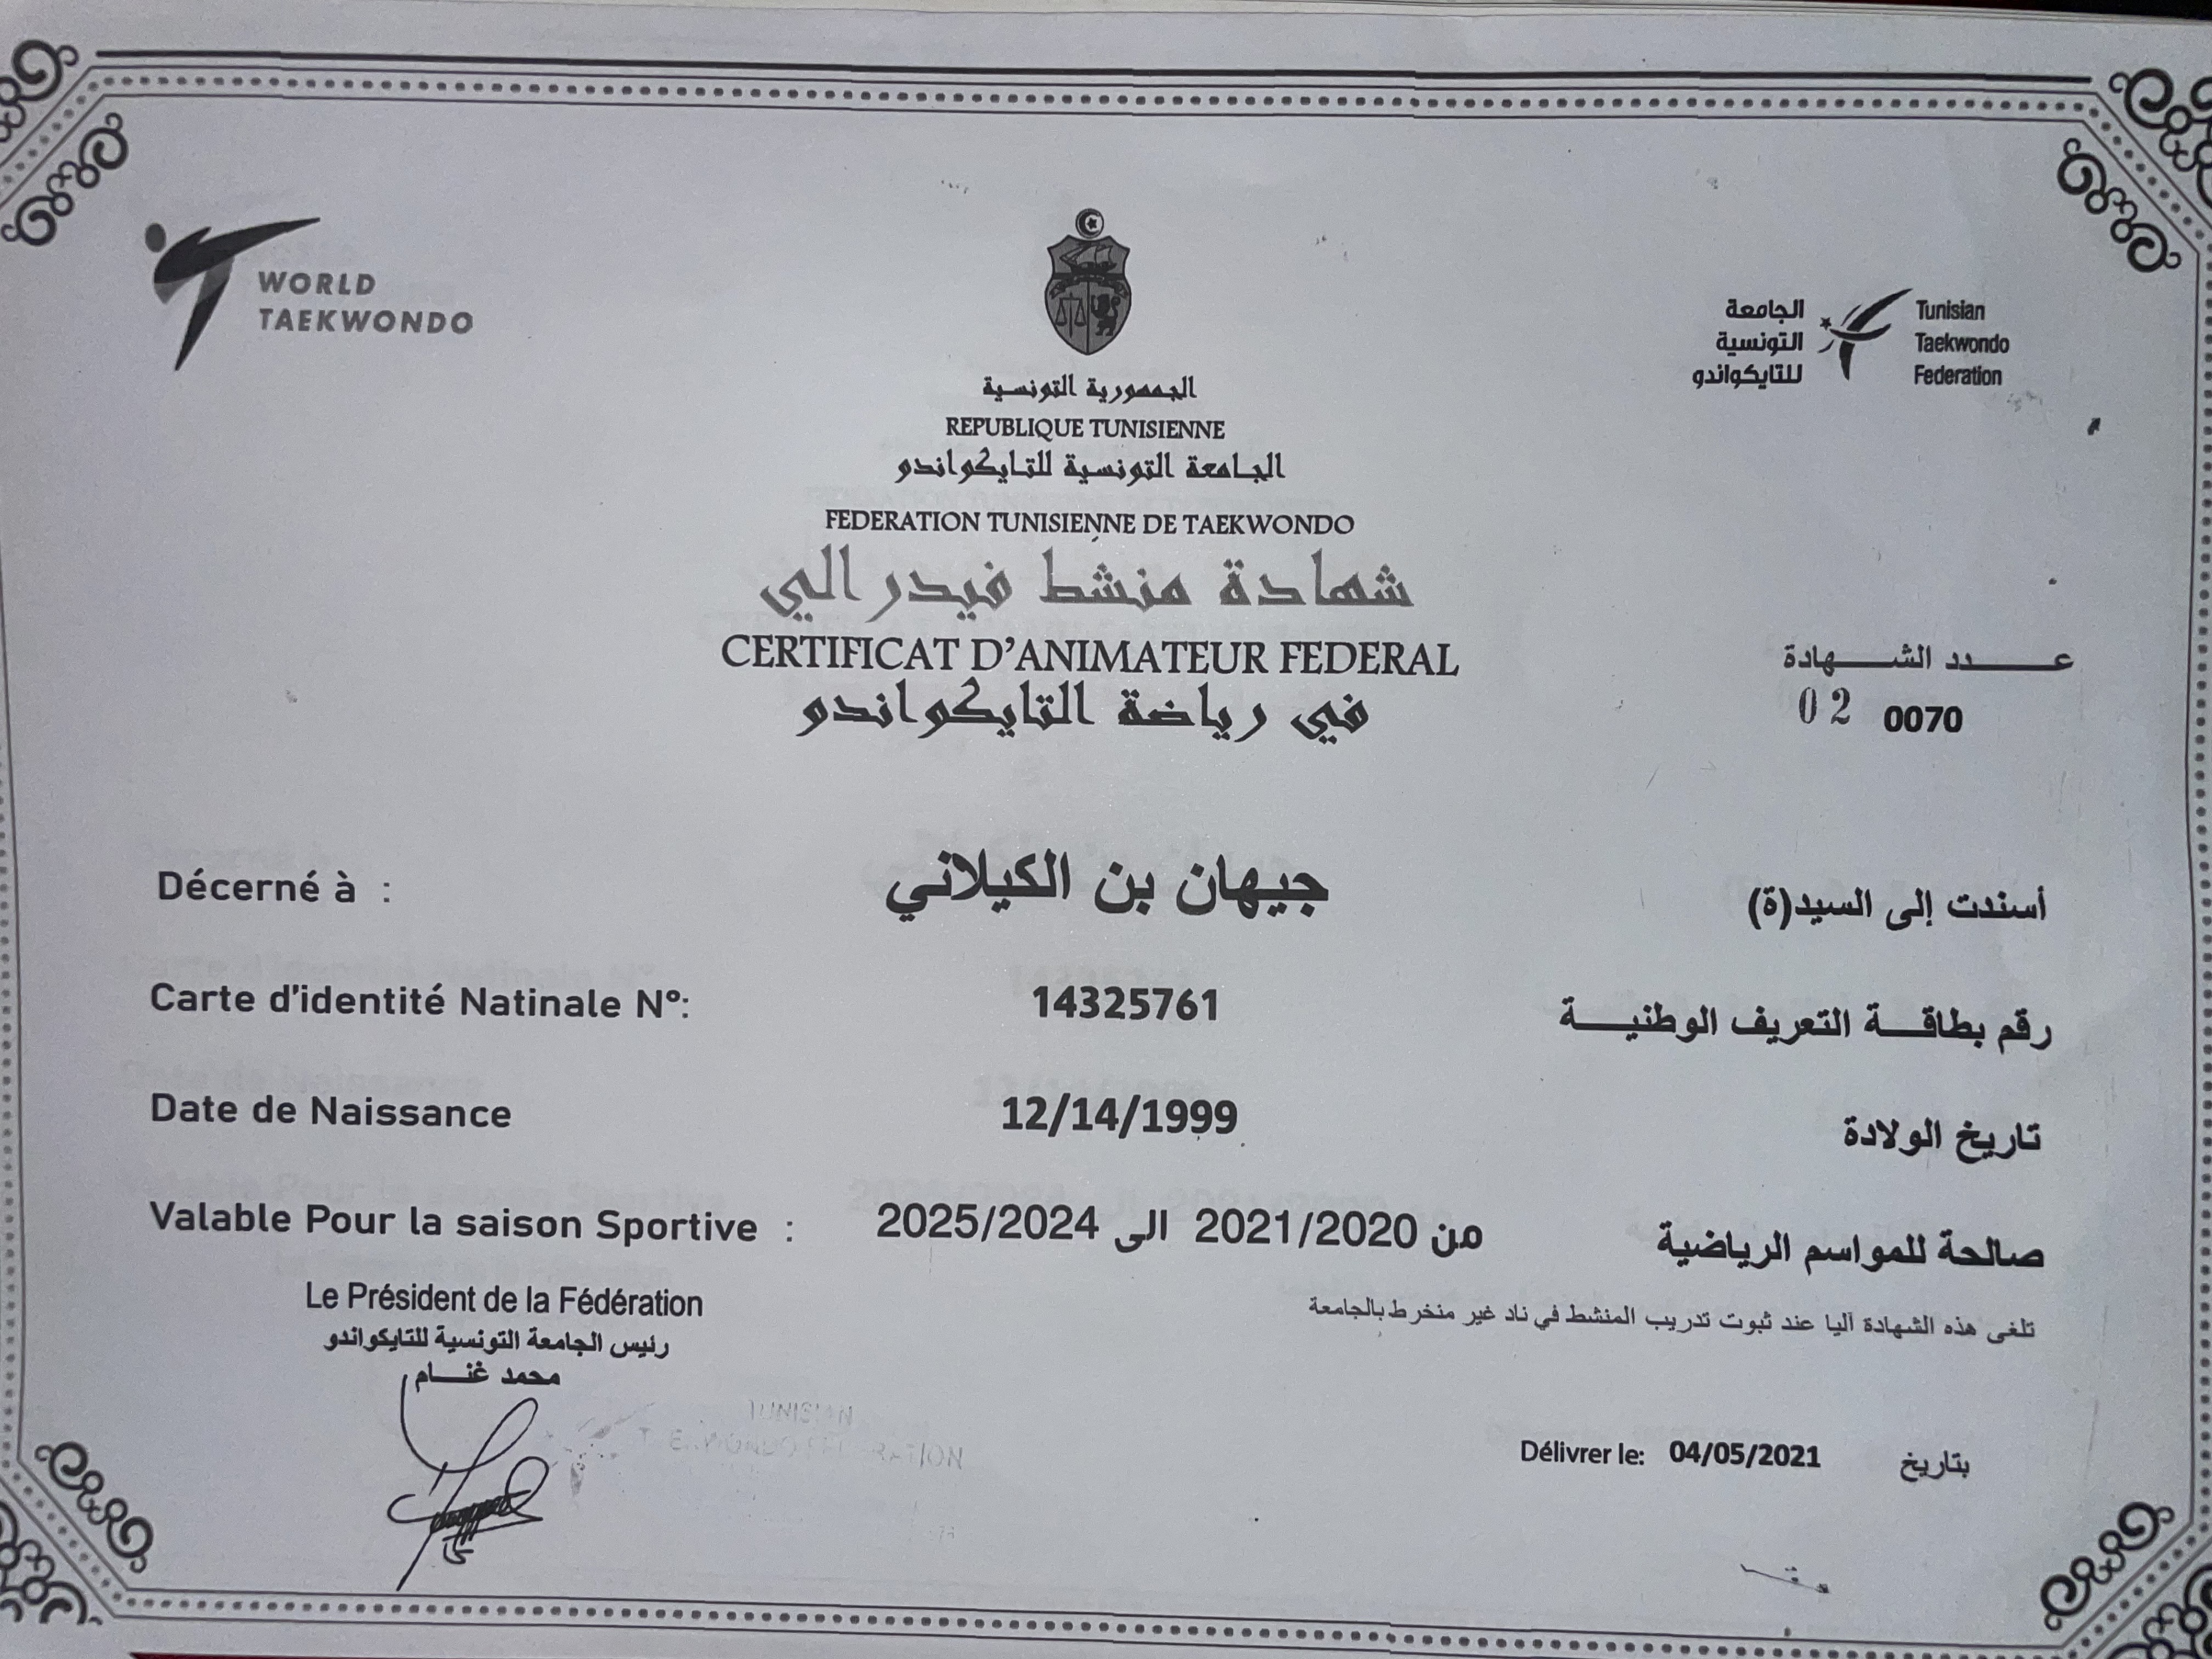 WORLD
TAEKWONDO
الجامعة
التونسية
للتايكواندو
Tunisian
Taekwondo
Federation
الجمهورية التونسية
REPUBLIQUE TUNISIENNE
الجامعة التونسية للتايكواندو
FEDERATION TUNISIENNE DE TAEKWONDO
شهادة منشط فيدرالي
CERTIFICAT D'ANIMATEUR FEDERAL
في رياضة التايكواندو
عدد الشهادة
02 0070
Décerné à : جيهان بن الكيلاني أسندت إلى السيد(ة)
Carte d'identité Natinale N°: 14325761 رقم بطاقة التعريف الوطنية
Date de Naissance 12/14/1999 تاريخ الولادة
Valable Pour la saison Sportive : من 2021/2020 الى 2025/2024 صالحة للمواسم الرياضية
تلغى هذه الشهادة آليا عند ثبوت تدريب المنشط في ناد غير منخرط بالجامعة
Le Président de la Fédération
رئيس الجامعة التونسية للتايكواندو
محمد غنام
Délivrer le: 04/05/2021 بتاريخ